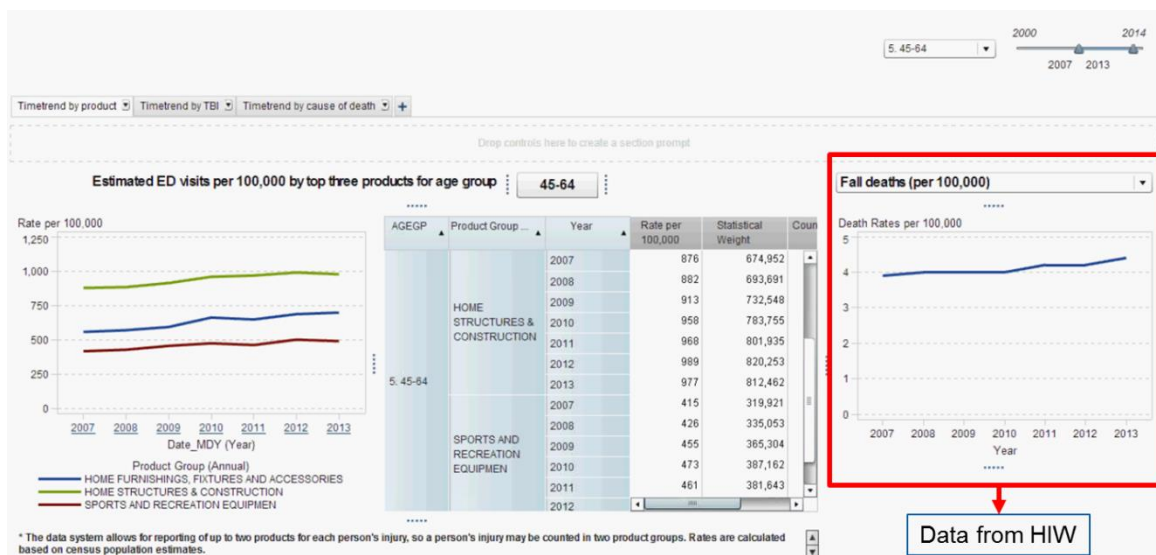 5. 45-64
2000 2014
2007 2013
Timetrend by product Timetrend by TBI Timetrend by cause of death +
Drop controls here to create a section prompt
Estimated ED visits per 100,000 by top three products for age group 45-64
Rate per 100,000
1,250
1,000
750
500
250
0
2007 2008 2009 2010 2011 2012 2013
Date_MDY (Year)
Product Group (Annual)
HOME FURNISHINGS, FIXTURES AND ACCESSORIES
HOME STRUCTURES & CONSTRUCTION
SPORTS AND RECREATION EQUIPMEN
AGEGP Product Group ... Year Rate per Statistical Coun
100,000 Weight
5. 45-64
HOME
STRUCTURES &
CONSTRUCTION
2007 876 674,952
2008 882 693,691
2009 913 732,548
2010 958 783,755
2011 968 801,935
2012 989 820,253
2013 977 812,462
SPORTS AND
RECREATION
EQUIPMEN
2007 415 319,921
2008 426 335,053
2009 455 365,304
2010 473 387,162
2011 461 381,643
2012
Fall deaths (per 100,000)
Death Rates per 100,000
5
4
3
2
1
0
2007 2008 2009 2010 2011 2012 2013
Year
Data from HIW
* The data system allows for reporting of up to two products for each person's injury, so a person's injury may be counted in two product groups. Rates are calculated
based on census population estimates.